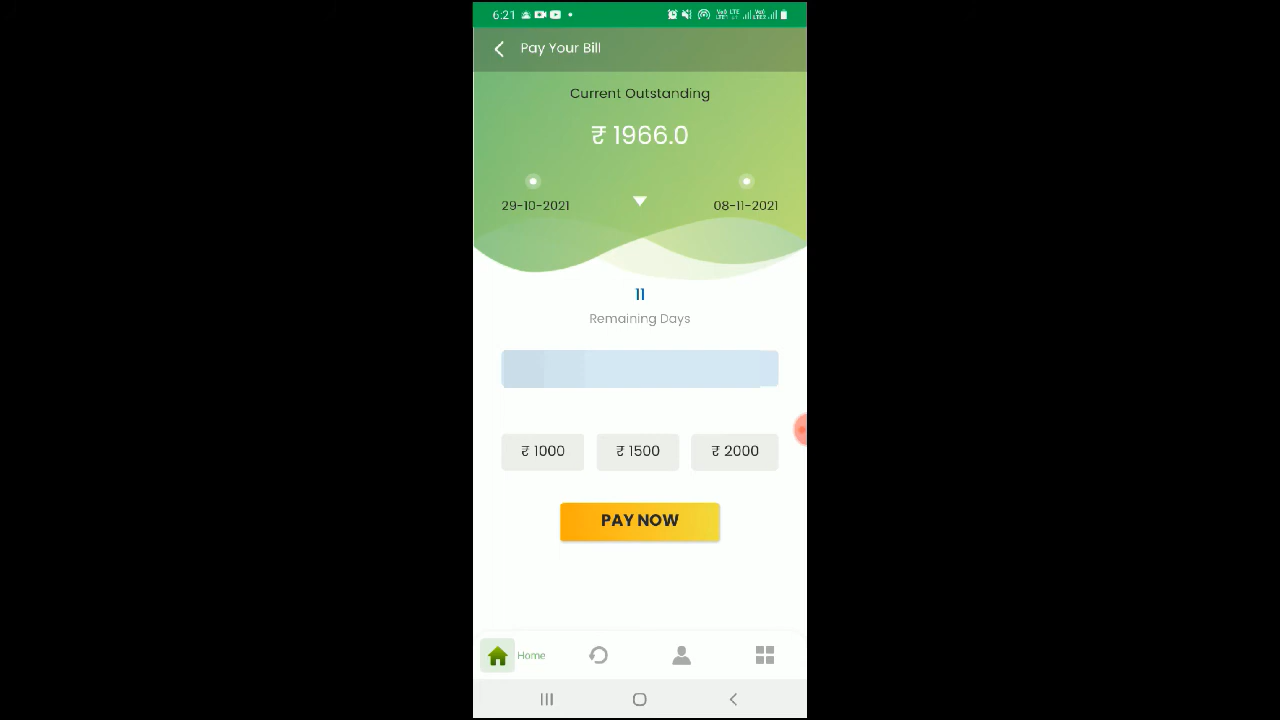 6:21
Pay Your Bill
Current Outstanding
₹ 1966.0
29-10-2021
08-11-2021
11
Remaining Days
₹ 1000
₹ 1500
₹ 2000
PAY NOW
Home